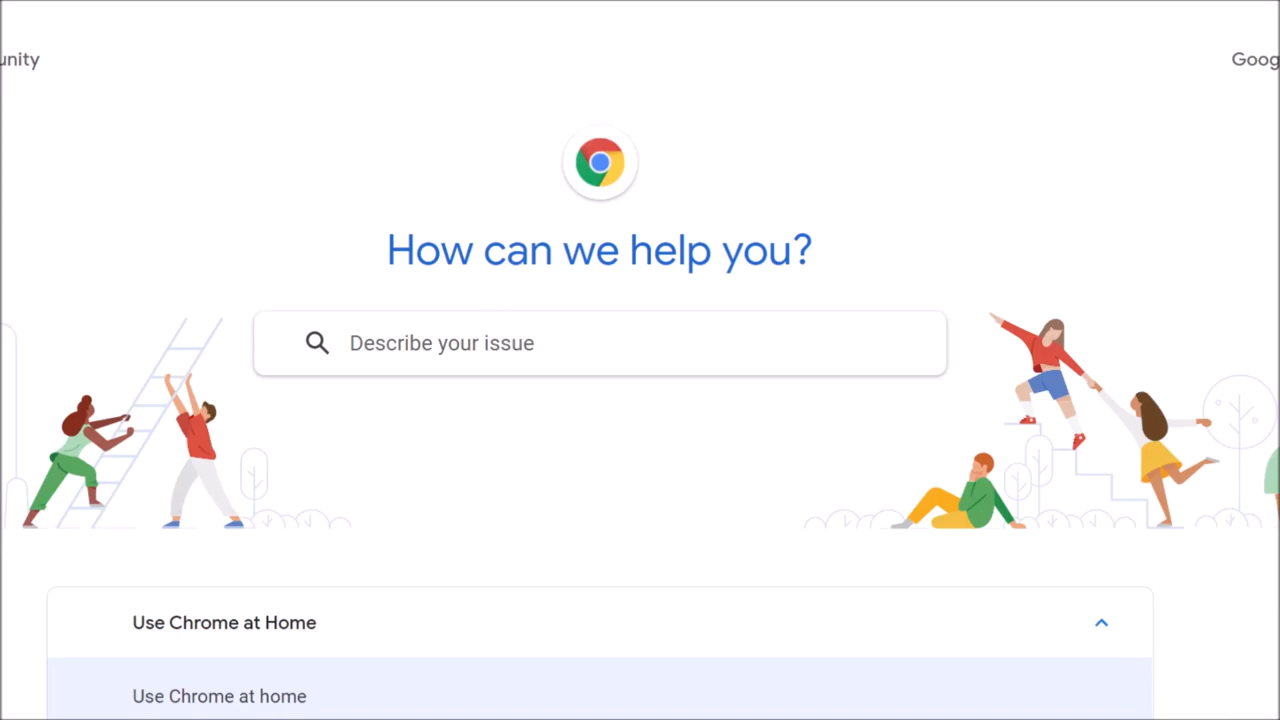 unity
Goog
How can we help you?
Describe your issue
Use Chrome at Home
Use Chrome at home